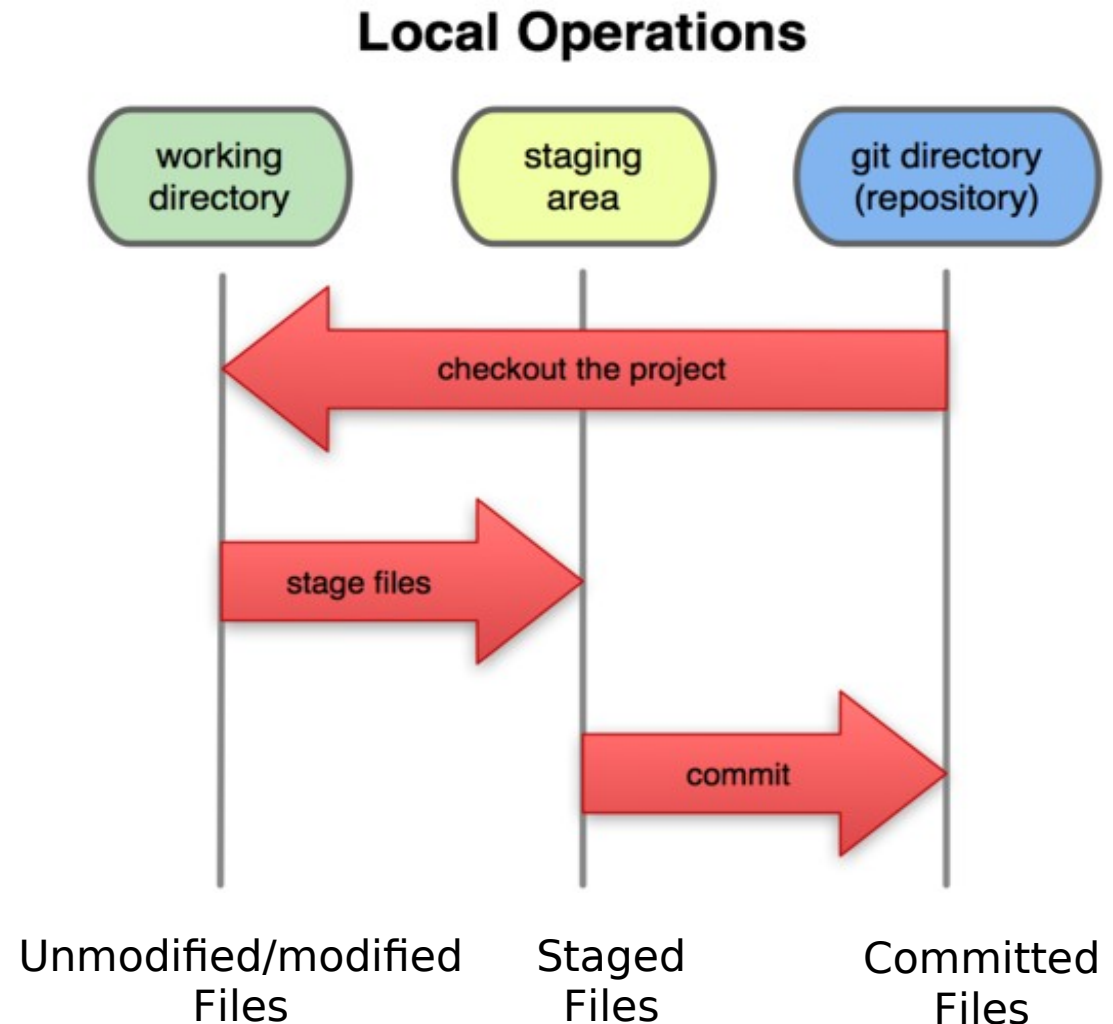 Local Operations
working
directory
staging
area
git directory
(repository)
checkout the project
stage files
commit
Unmodified/modified
Files
Staged
Files
Committed
Files